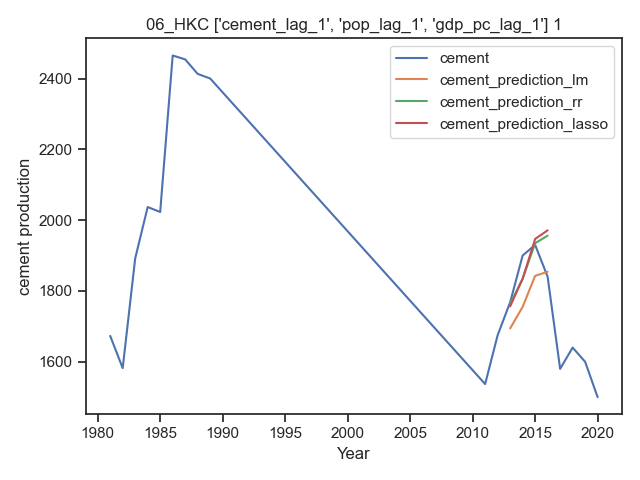 06_HKC ['cement_lag_1', 'pop_lag_1', 'gdp_pc_lag_1'] 1
cement
cement_prediction_lm
cement_prediction_rr
cement_prediction_lasso
cement production
2400
2200
2000
1800
1600
1980 1985 1990 1995 2000 2005 2010 2015 2020
Year